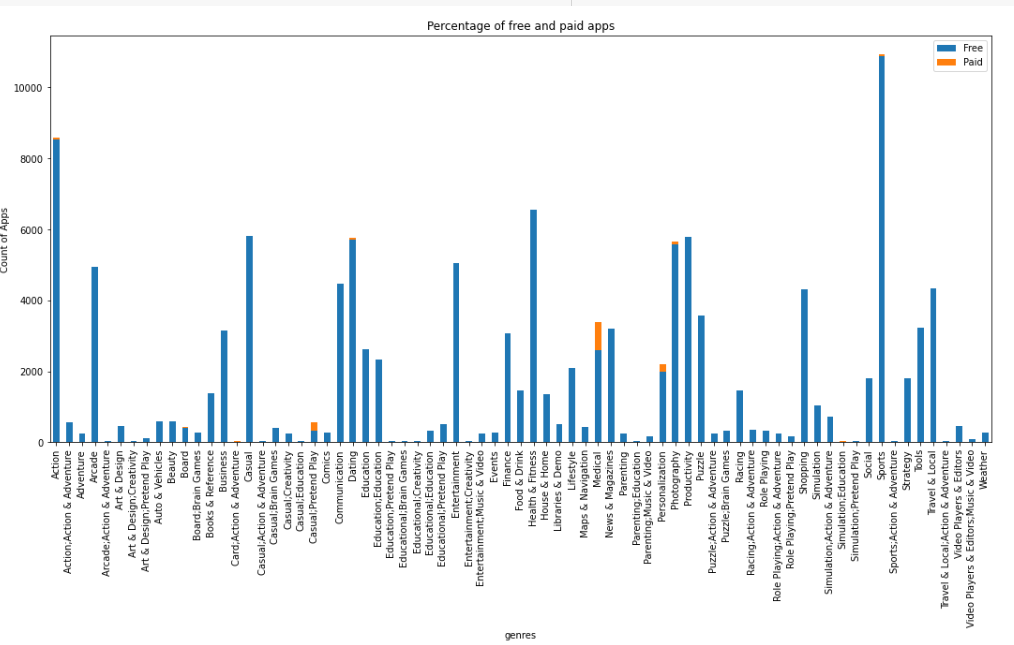 Percentage of free and paid apps
Free
Paid
Count of Apps
10000
8000
6000
4000
2000
0
Action
Action;Action & Adventure
Adventure
Arcade
Arcade;Action & Adventure
Art & Design
Art & Design;Creativity
Art & Design;Pretend Play
Auto & Vehicles
Beauty
Board
Board;Brain Games
Books & Reference
Business
Card;Action & Adventure
Casual
Casual;Action & Adventure
Casual;Brain Games
Casual;Creativity
Casual;Education
Casual;Pretend Play
Comics
Communication
Dating
Education
Education;Education
Education;Pretend Play
Educational;Brain Games
Educational;Creativity
Educational;Education
Educational;Pretend Play
Entertainment
Entertainment;Creativity
Entertainment;Music & Video
Events
Finance
Food & Drink
Health & Fitness
House & Home
Libraries & Demo
Lifestyle
Maps & Navigation
Medical
News & Magazines
Parenting
Parenting;Education
Parenting;Music & Video
Personalization
Photography
Productivity
Puzzle
Puzzle;Action & Adventure
Puzzle;Brain Games
Racing
Racing;Action & Adventure
Role Playing
Role Playing;Action & Adventure
Role Playing;Pretend Play
Shopping
Simulation
Simulation;Action & Adventure
Simulation;Education
Simulation;Pretend Play
Social
Sports
Sports;Action & Adventure
Strategy
Tools
Travel & Local
Travel & Local;Action & Adventure
Video Players & Editors
Video Players & Editors;Music & Video
Weather
genres